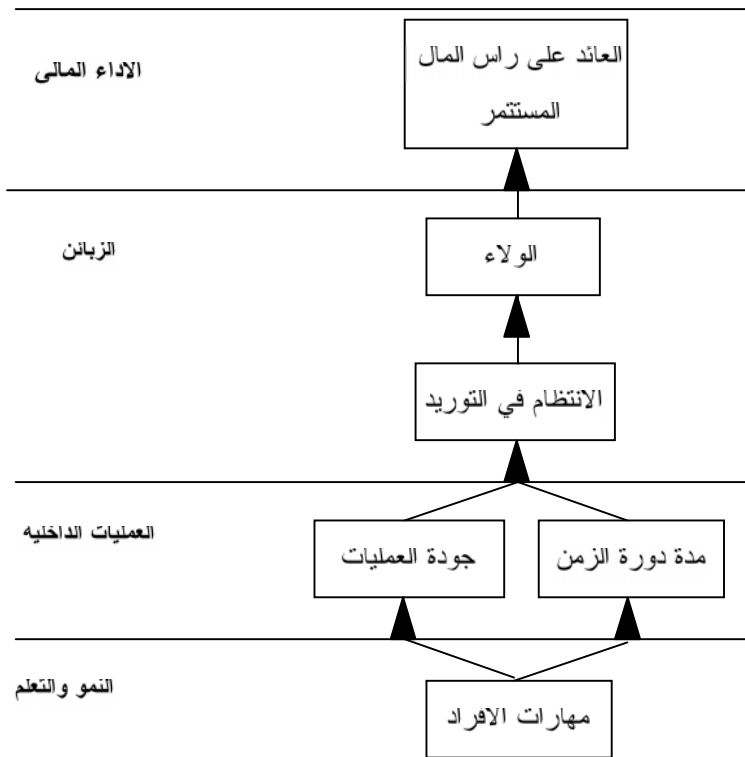 العائد على راس المال
المستتمر
الاداء المالى
الولاء
الزبائن
الانتظام في التوريد
العمليات الداخليه
مدة دورة الزمن
جودة العمليات
النمو والتعلم
مهارات الافراد